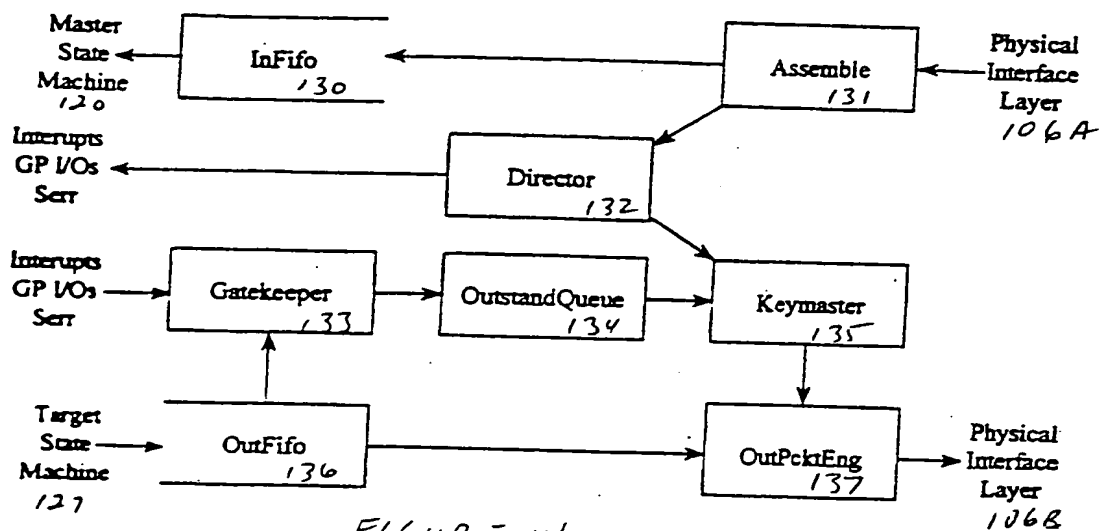 Master
State
Machine
120
InFifo
130
Assemble
131
Physical
Interface
Layer
106A
Interupts
GP I/Os
Serr
Director
132
Interupts
GP I/Os
Serr
Gatekeeper
133
OutstandQueue
134
Keymaster
135
Target
State
Machine
127
OutFifo
136
OutPcktEng
137
Physical
Interface
Layer
106B
FIGURE